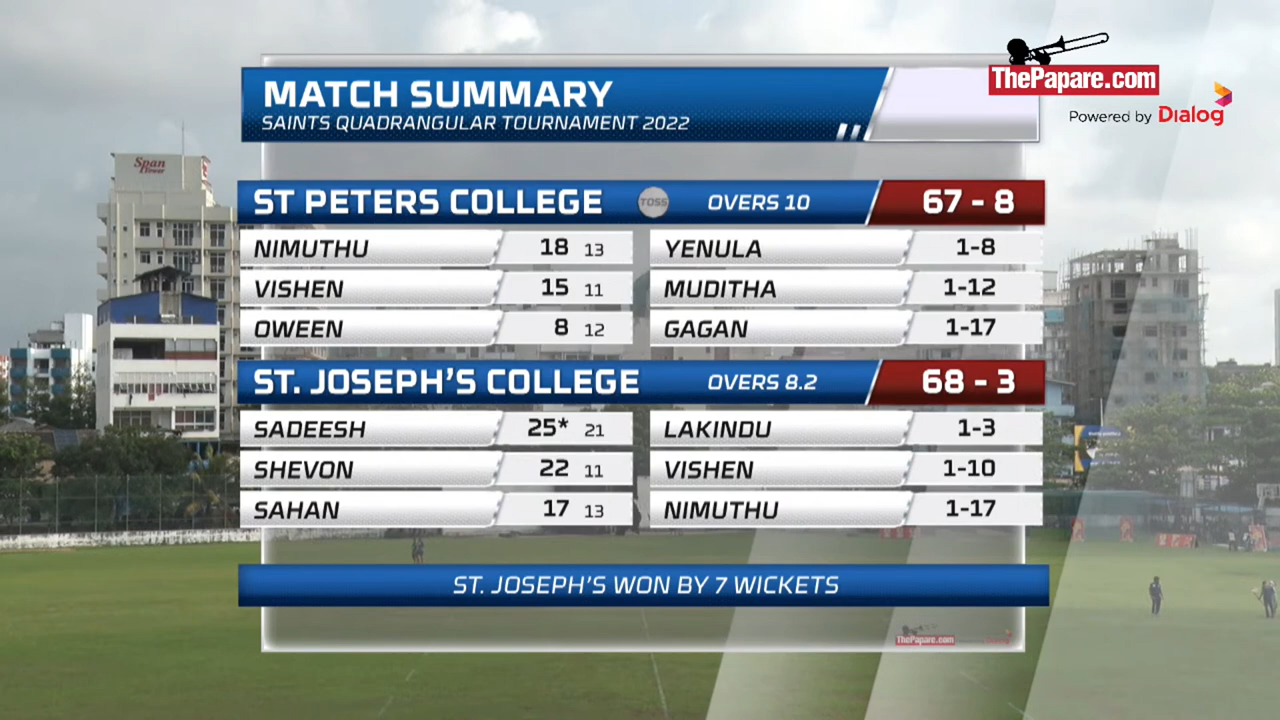 ThePapare.com
Powered by Dialog
MATCH SUMMARY
SAINTS QUADRANGULAR TOURNAMENT 2022
Span
Tower
ST PETERS COLLEGE TOSS OVERS 10 67 - 8
NIMUTHU 18 13 YENULA 1-8
VISHEN 15 11 MUDITHA 1-12
OWEEN 8 12 GAGAN 1-17
ST. JOSEPH'S COLLEGE OVERS 8.2 68 - 3
SADEESH 25* 21 LAKINDU 1-3
SHEVON 22 11 VISHEN 1-10
SAHAN 17 13 NIMUTHU 1-17
ST. JOSEPH'S WON BY 7 WICKETS
ThePapare.com